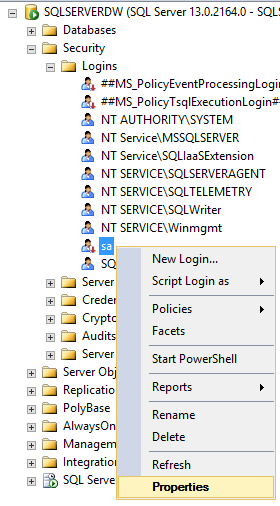 SQLSERVERDW (SQL Server 13.0.2164.0 - SQLS
Databases
Security
Logins
##MS_PolicyEventProcessingLogin
##MS_PolicyTsqlExecutionLogin#
NT AUTHORITY\SYSTEM
NT Service\MSSQLSERVER
NT Service\SQLIaaSExtension
NT SERVICE\SQLSERVERAGENT
NT SERVICE\SQLTELEMETRY
NT SERVICE\SQLWriter
NT SERVICE\Winmgmt
sa
SQ
Server
Creder
Crypto
Audits
Server
Server Obj
Replicatio
PolyBase
AlwaysOn
Managem
Integration
SQL Serve
New Login...
Script Login as
Policies
Facets
Start PowerShell
Reports
Rename
Delete
Refresh
Properties